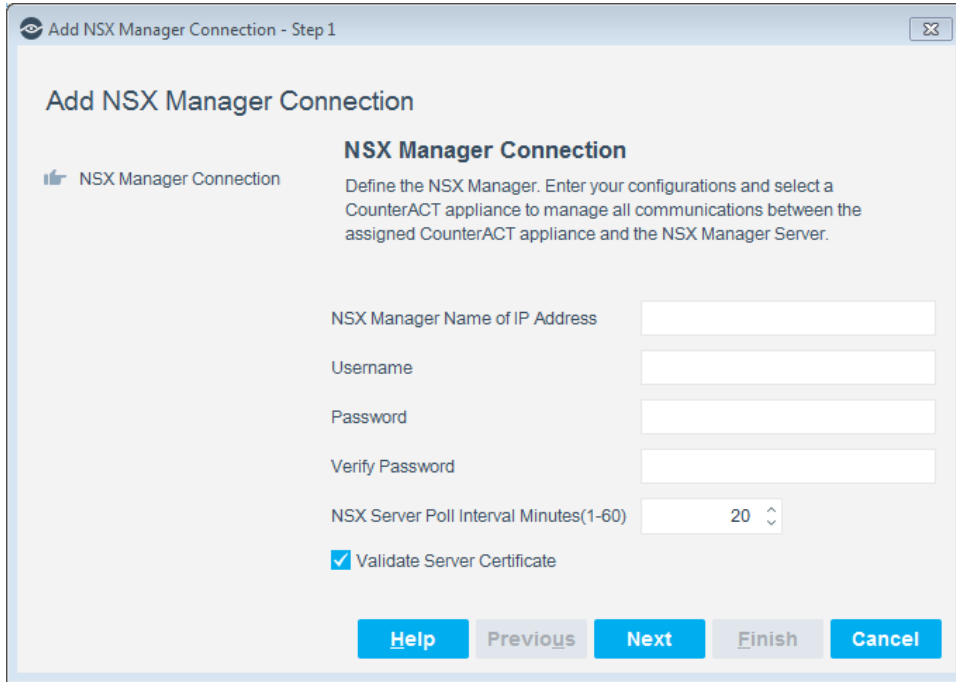 Add NSX Manager Connection - Step 1
Add NSX Manager Connection
NSX Manager Connection
NSX Manager Connection
Define the NSX Manager. Enter your configurations and select a
CounterACT appliance to manage all communications between the
assigned CounterACT appliance and the NSX Manager Server.
NSX Manager Name of IP Address
Username
Password
Verify Password
NSX Server Poll Interval Minutes(1-60) 20
Validate Server Certificate
Help Previous Next Finish Cancel